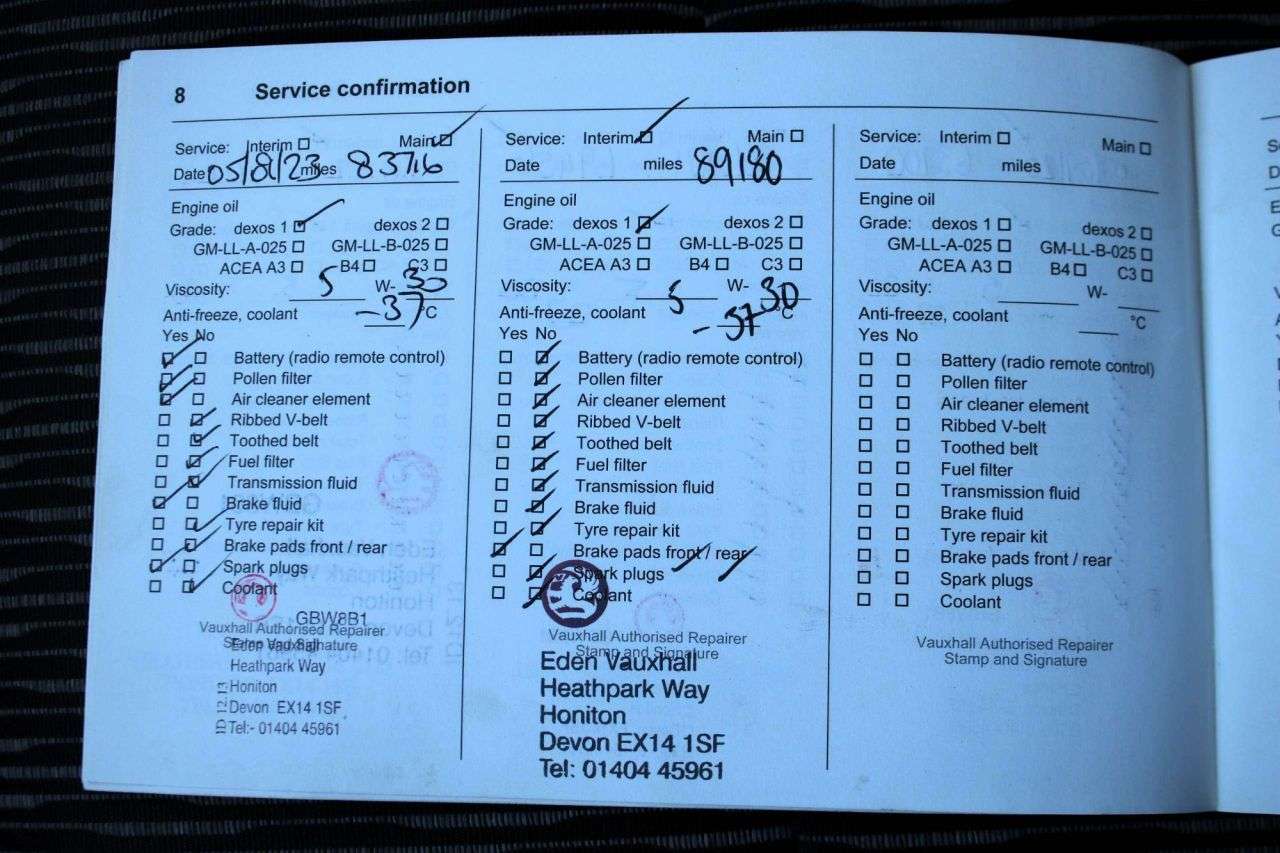 8 Service confirmation
Service: Interim Main
Date 05/8/23 miles 83716
Engine oil
Grade: dexos 1 dexos 2
GM-LL-A-025 GM-LL-B-025
ACEA A3 B4 C3
Viscosity: 5 W- 30
Anti-freeze, coolant -37 °C
Yes No
Battery (radio remote control)
Pollen filter
Air cleaner element
Ribbed V-belt
Toothed belt
Fuel filter
Transmission fluid
Brake fluid
Tyre repair kit
Brake pads front / rear
Spark plugs
Coolant
GBW8B1
Vauxhall Authorised Repairer
Stamp and Signature
Eden Vauxhall
Heathpark Way
Honiton
Devon EX14 1SF
Tel:- 01404 45961
Service: Interim Main
Date miles 89180
Engine oil
Grade: dexos 1 dexos 2
GM-LL-A-025 GM-LL-B-025
ACEA A3 B4 C3
Viscosity: 5 W- 30
Anti-freeze, coolant -37 °C
Yes No
Battery (radio remote control)
Pollen filter
Air cleaner element
Ribbed V-belt
Toothed belt
Fuel filter
Transmission fluid
Brake fluid
Tyre repair kit
Brake pads front / rear
Spark plugs
Coolant
Vauxhall Authorised Repairer
Stamp and Signature
Eden Vauxhall
Heathpark Way
Honiton
Devon EX14 1SF
Tel: 01404 45961
Service: Interim Main
Date miles
Engine oil
Grade: dexos 1 dexos 2
GM-LL-A-025 GM-LL-B-025
ACEA A3 B4 C3
Viscosity: W-
Anti-freeze, coolant °C
Yes No
Battery (radio remote control)
Pollen filter
Air cleaner element
Ribbed V-belt
Toothed belt
Fuel filter
Transmission fluid
Brake fluid
Tyre repair kit
Brake pads front / rear
Spark plugs
Coolant
Vauxhall Authorised Repairer
Stamp and Signature